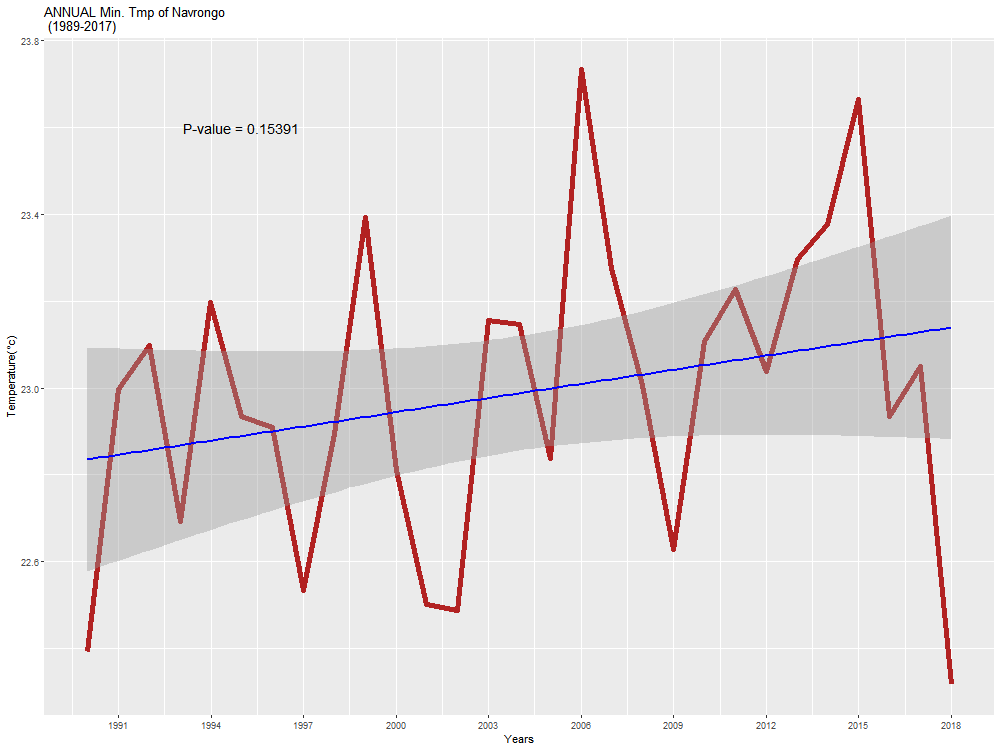 ANNUAL Min. Tmp of Navrongo
(1989-2017)
P-value = 0.15391
23.8
23.4
23.0
22.6
Temperature(°c)
1991 1994 1997 2000 2003 2006 2009 2012 2015 2018
Years